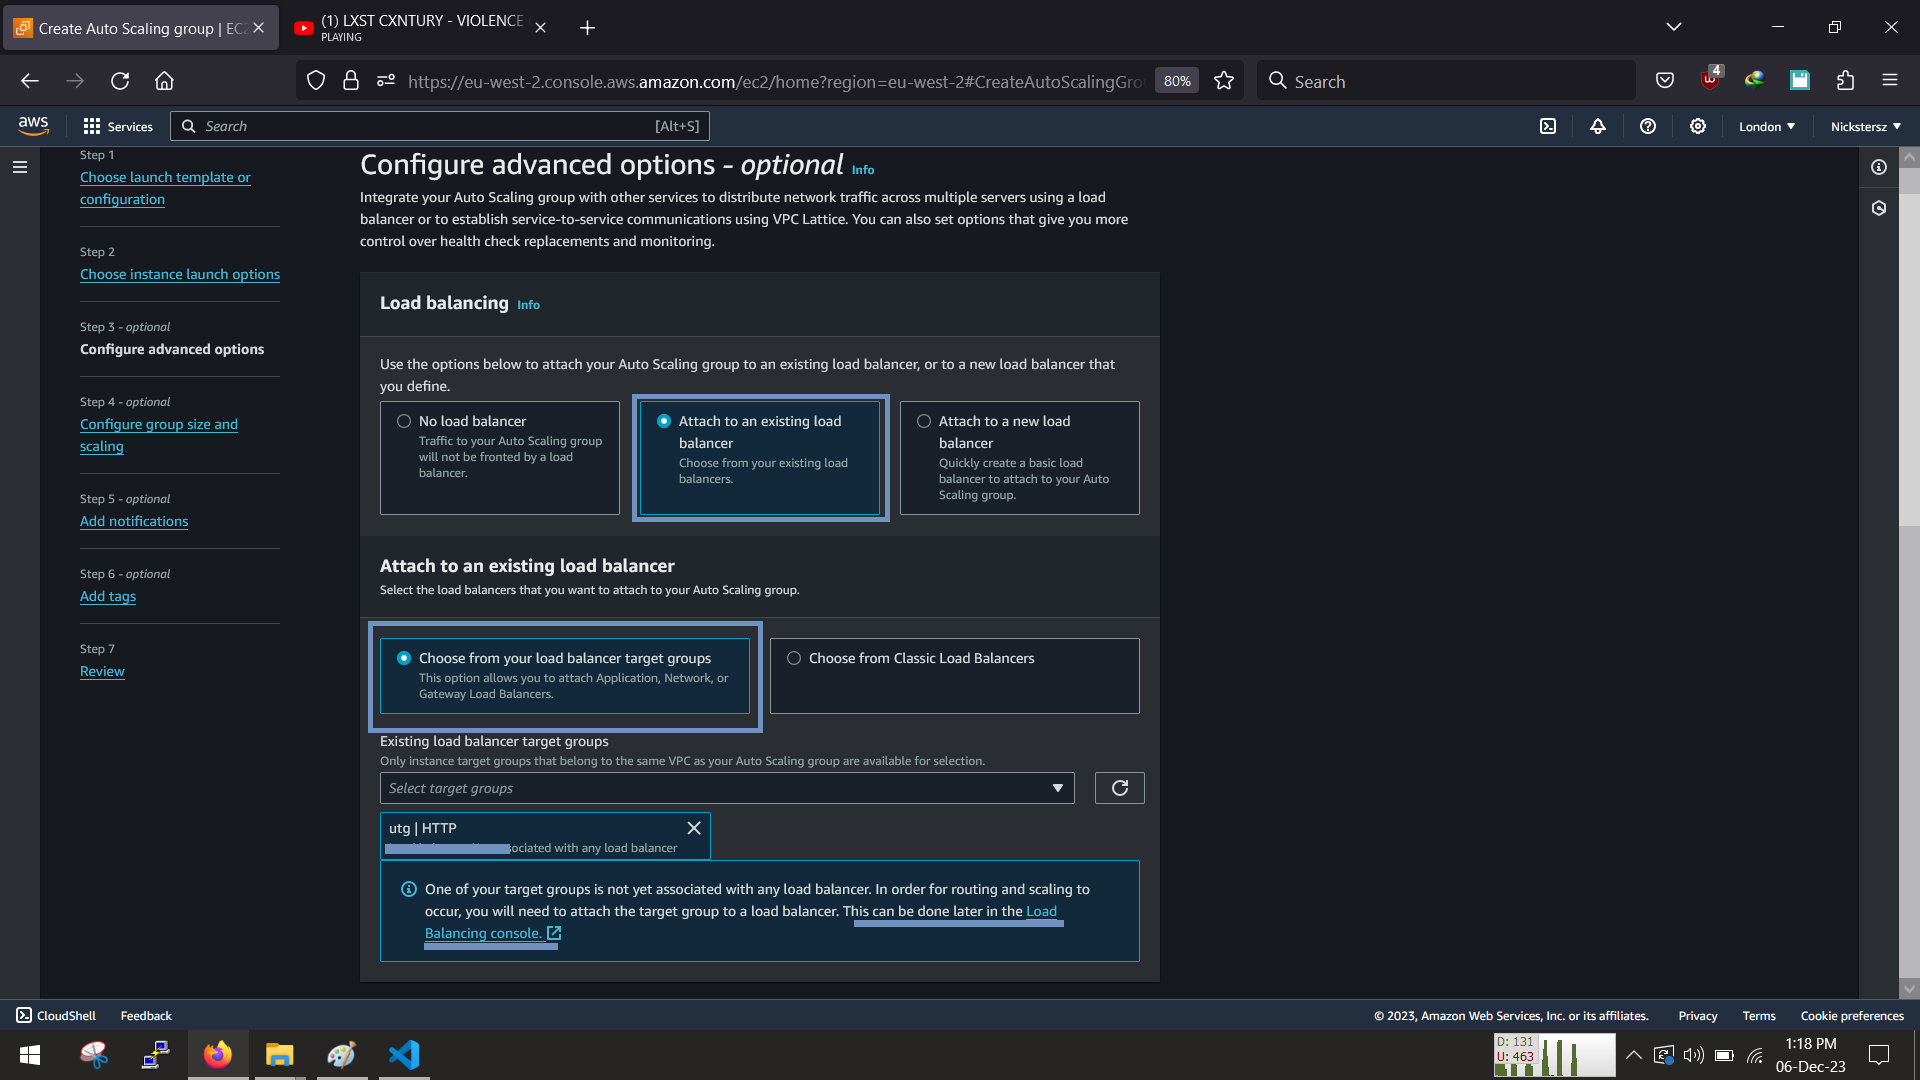 Create Auto Scaling group | EC2
(1) LXST CXNTURY - VIOLENCE
PLAYING
https://eu-west-2.console.aws.amazon.com/ec2/home?region=eu-west-2#CreateAutoScalingGro
80%
Search
4
aws
Services
Search
[Alt+S]
London
Nickstersz
Step 1
Choose launch template or
configuration
Step 2
Choose instance launch options
Step 3 - optional
Configure advanced options
Step 4 - optional
Configure group size and
scaling
Step 5 - optional
Add notifications
Step 6 - optional
Add tags
Step 7
Review
Configure advanced options - optional Info
Integrate your Auto Scaling group with other services to distribute network traffic across multiple servers using a load
balancer or to establish service-to-service communications using VPC Lattice. You can also set options that give you more
control over health check replacements and monitoring.
Load balancing Info
Use the options below to attach your Auto Scaling group to an existing load balancer, or to a new load balancer that
you define.
No load balancer
Traffic to your Auto Scaling group
will not be fronted by a load
balancer.
Attach to an existing load
balancer
Choose from your existing load
balancers.
Attach to a new load
balancer
Quickly create a basic load
balancer to attach to your Auto
Scaling group.
Attach to an existing load balancer
Select the load balancers that you want to attach to your Auto Scaling group.
Choose from your load balancer target groups
This option allows you to attach Application, Network, or
Gateway Load Balancers.
Choose from Classic Load Balancers
Existing load balancer target groups
Only instance target groups that belong to the same VPC as your Auto Scaling group are available for selection.
Select target groups
utg | HTTP
sociated with any load balancer
One of your target groups is not yet associated with any load balancer. In order for routing and scaling to
occur, you will need to attach the target group to a load balancer. This can be done later in the Load
Balancing console.
CloudShell
Feedback
© 2023, Amazon Web Services, Inc. or its affiliates.
Privacy
Terms
Cookie preferences
D: 131
U: 463
1:18 PM
06-Dec-23